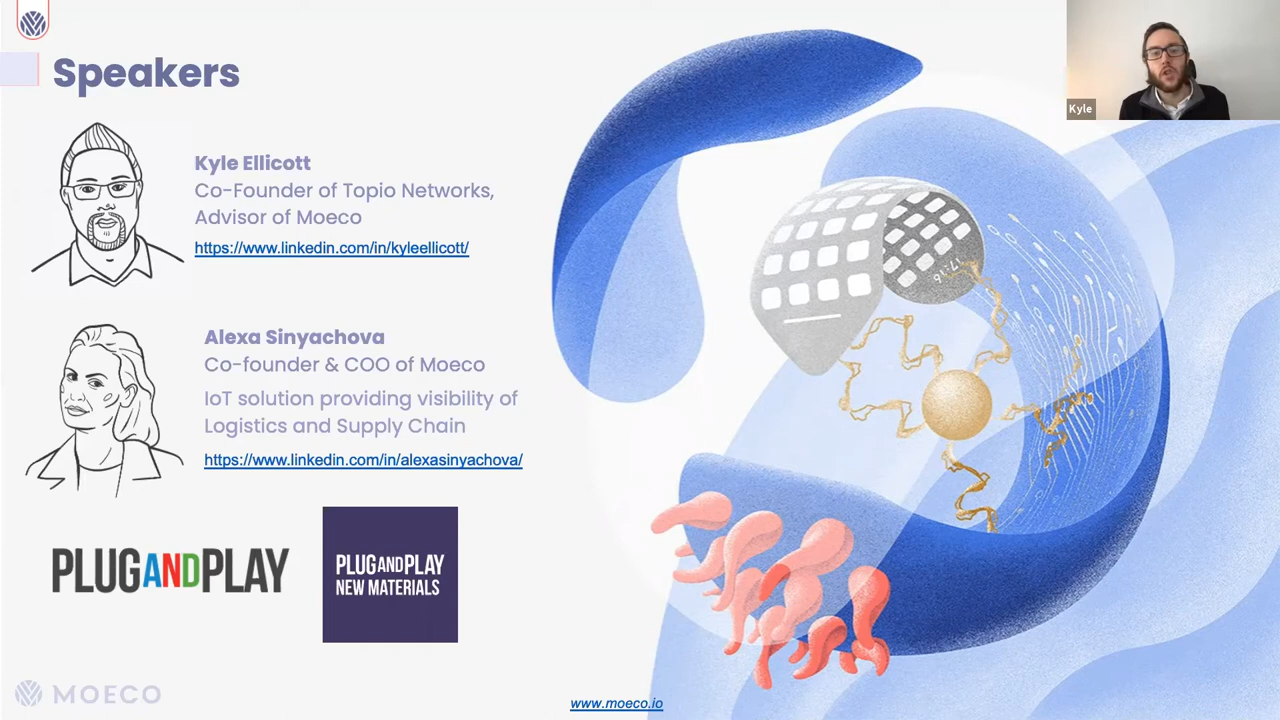 Speakers
Kyle Ellicott
Co-Founder of Topio Networks,
Advisor of Moeco
https://www.linkedin.com/in/kyleellicott/
Alexa Sinyachova
Co-founder & COO of Moeco
IoT solution providing visibility of
Logistics and Supply Chain
https://www.linkedin.com/in/alexasinyachova/
PLUGANDPLAY
PLUGANDPLAY
NEW MATERIALS
MOECO
www.moeco.io
17:16
Kyle